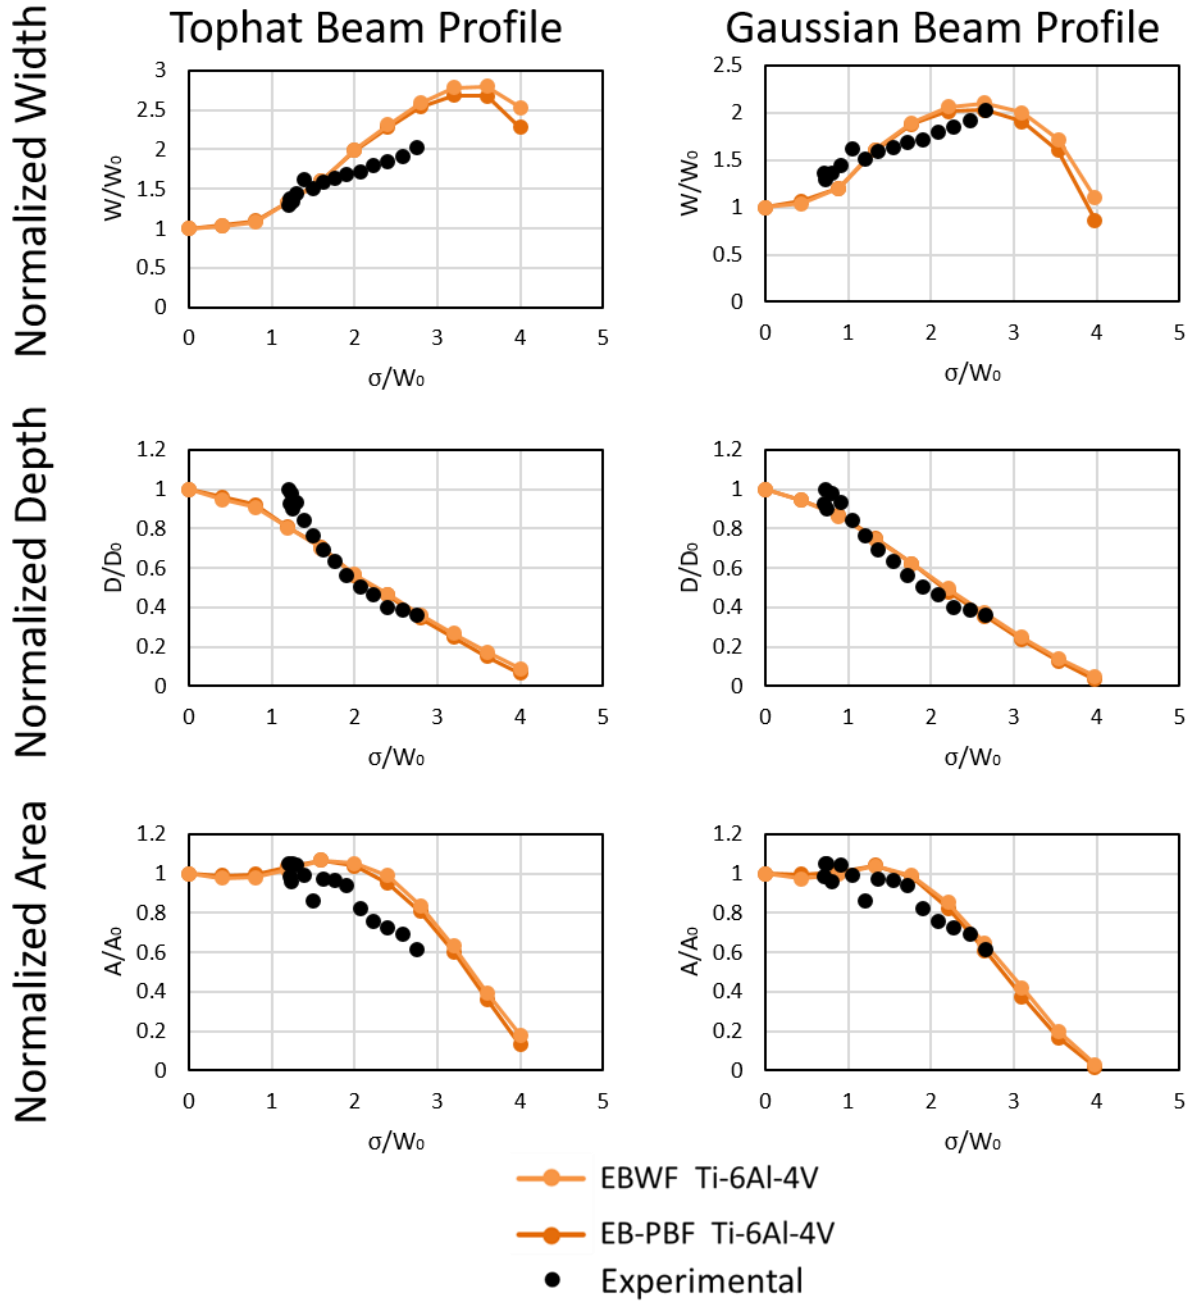 Tophat Beam Profile
Gaussian Beam Profile
Normalized Width
W/W₀
3
2.5
2
1.5
1
0.5
0
0 1 2 3 4 5
σ/W₀
W/W₀
2.5
2
1.5
1
0.5
0
0 1 2 3 4 5
σ/W₀
Normalized Depth
D/D₀
1.2
1
0.8
0.6
0.4
0.2
0
0 1 2 3 4 5
σ/W₀
D/D₀
1.2
1
0.8
0.6
0.4
0.2
0
0 1 2 3 4 5
σ/W₀
Normalized Area
A/A₀
1.2
1
0.8
0.6
0.4
0.2
0
0 1 2 3 4 5
σ/W₀
A/A₀
1.2
1
0.8
0.6
0.4
0.2
0
0 1 2 3 4 5
σ/W₀
EBWF Ti-6Al-4V
EB-PBF Ti-6Al-4V
Experimental